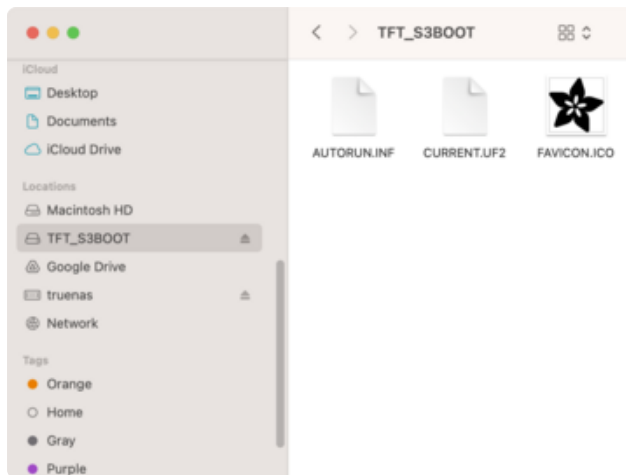 TFT_S3BOOT
iCloud
Desktop
Documents
iCloud Drive
Locations
Macintosh HD
TFT_S3BOOT
Google Drive
truenas
Network
Tags
Orange
Home
Gray
Purple
AUTORUN.INF
CURRENT.UF2
FAVICON.ICO